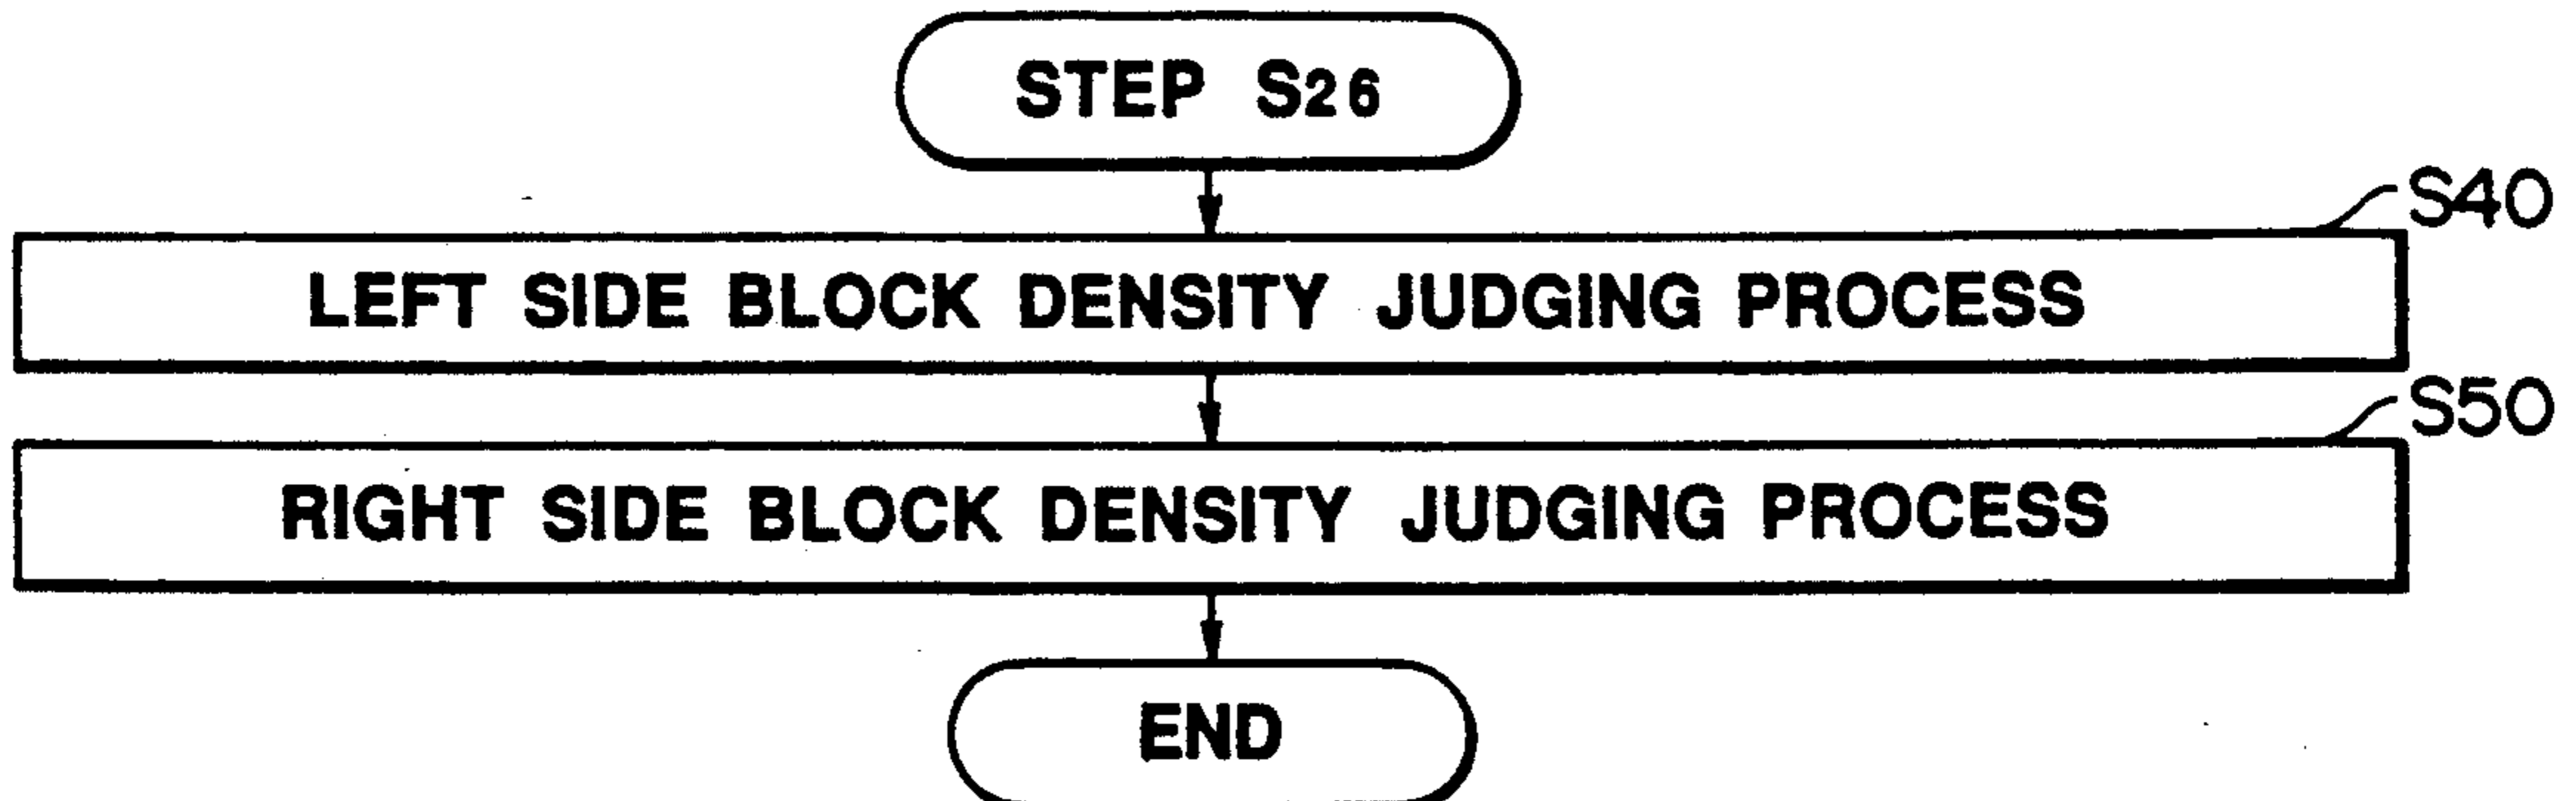 STEP S26
S40
LEFT SIDE BLOCK DENSITY JUDGING PROCESS
S50
RIGHT SIDE BLOCK DENSITY JUDGING PROCESS
END